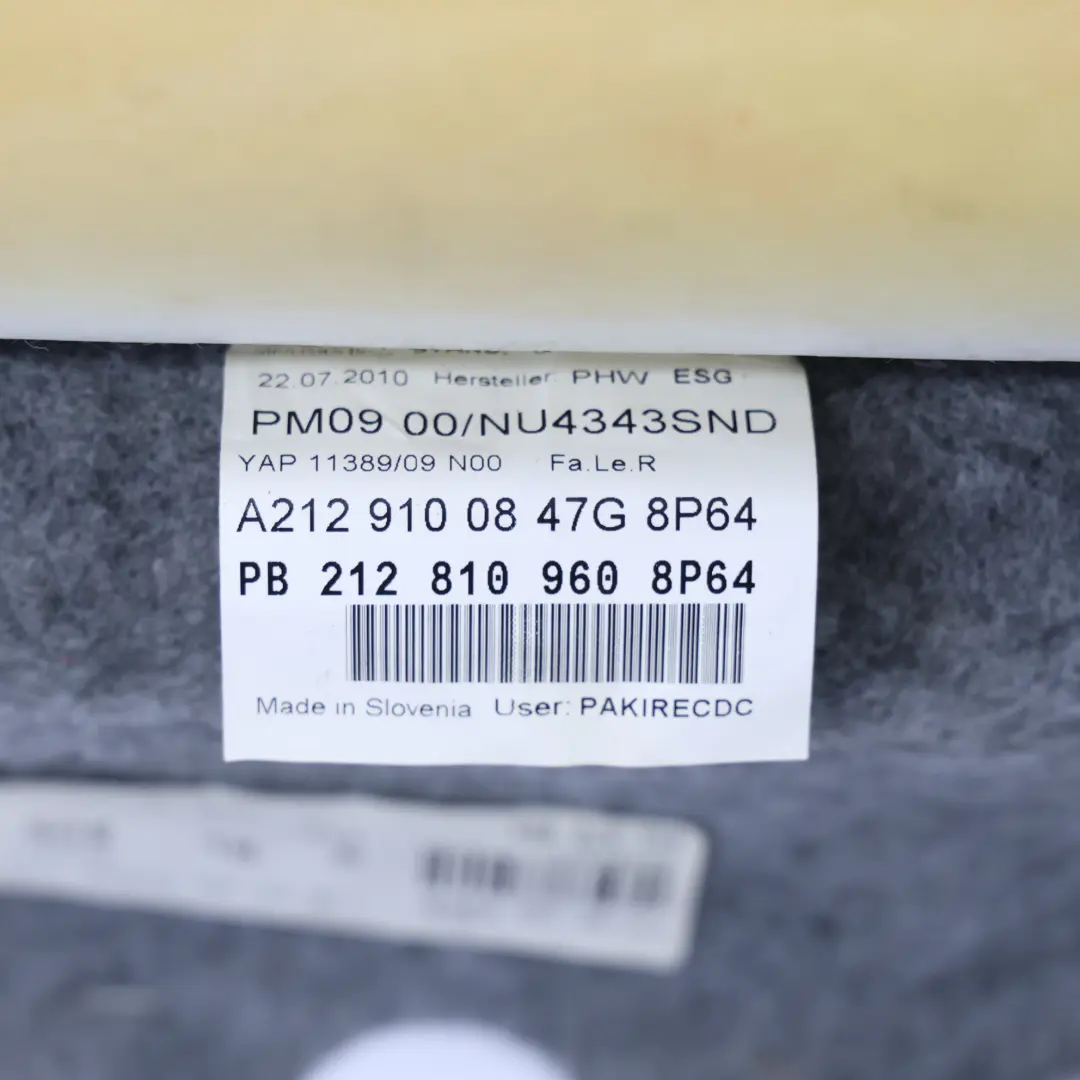 22.07.2010 Hersteller: PHW ESG
PM09 00/NU4343SND
YAP 11389/09 N00 Fa.Le.R
A212 910 08 47G 8P64
PB 212 810 960 8P64
Made in Slovenia User: PAKIRECDC